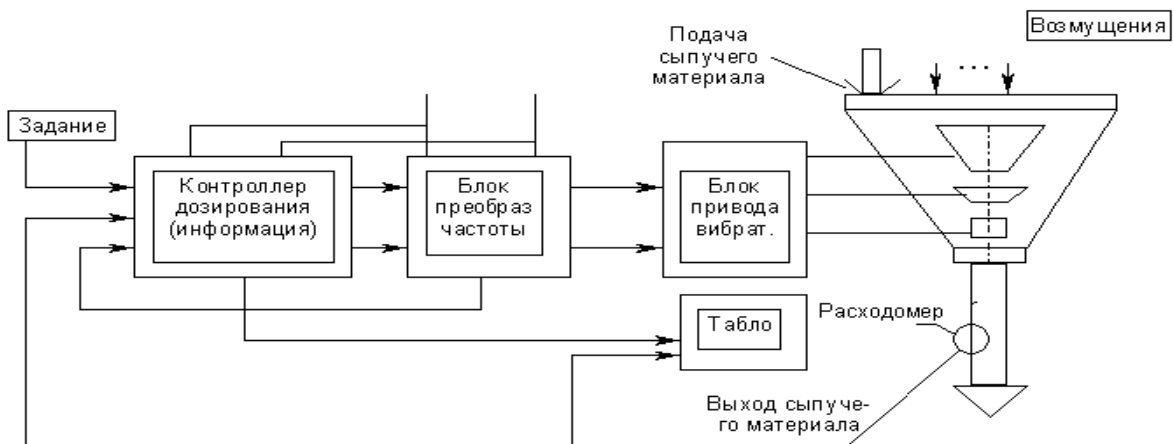 Возмущения
Подача
сыпучего
материала
Задание
Контроллер
дозирования
(информация)
Блок
преобраз
частоты
Блок
привода
вибрат.
Табло
Расходомер
Выход сыпуче-
го материала